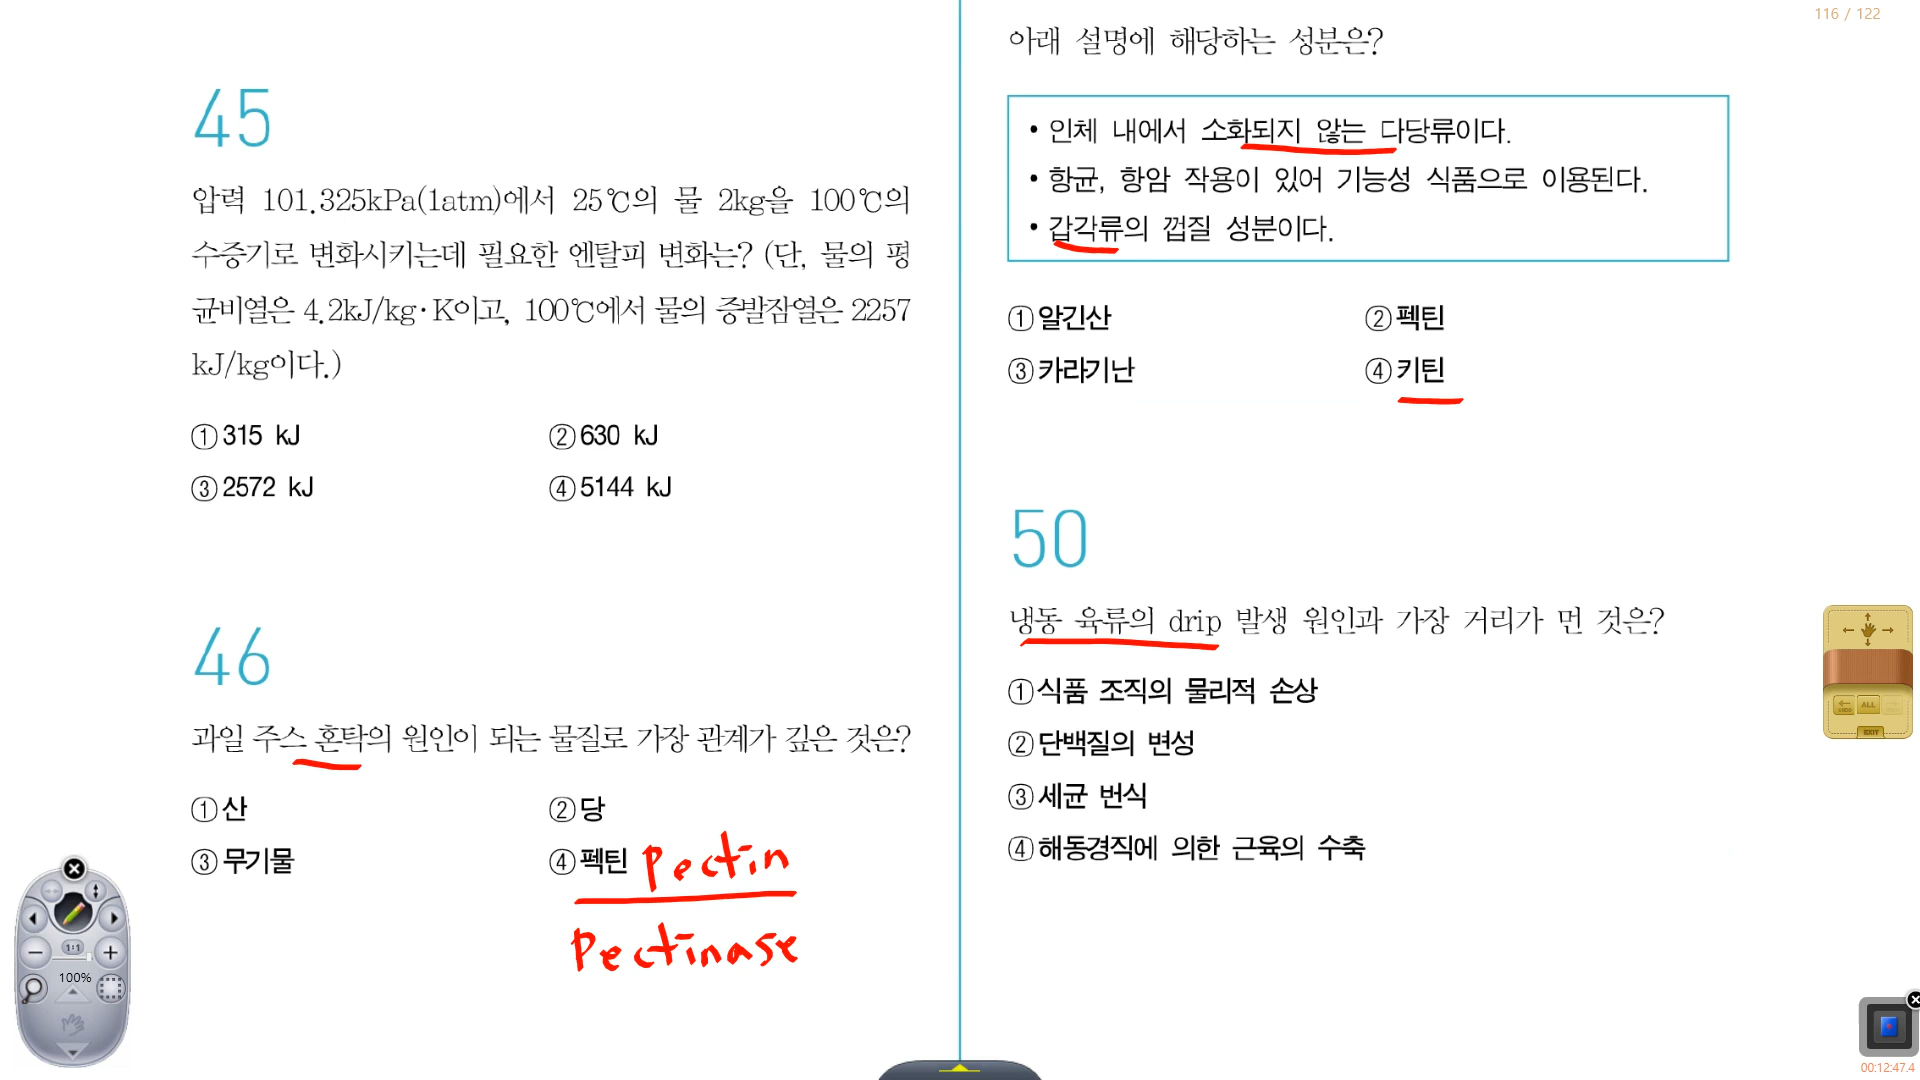 116 / 122
45
압력 101.325kPa(1atm)에서 25℃의 물 2kg을 100℃의
수증기로 변화시키는데 필요한 엔탈피 변화는? (단, 물의 평
균비열은 4.2kJ/kg·K이고, 100℃에서 물의 증발잠열은 2257
kJ/kg이다.)
① 315 kJ
② 630 kJ
③ 2572 kJ
④ 5144 kJ
46
과일 주스 혼탁의 원인이 되는 물질로 가장 관계가 깊은 것은?
① 산
② 당
③ 무기물
④ 펙틴 Pectin
Pectinase
아래 설명에 해당하는 성분은?
• 인체 내에서 소화되지 않는 다당류이다.
• 항균, 항암 작용이 있어 기능성 식품으로 이용된다.
• 갑각류의 껍질 성분이다.
① 알긴산
② 펙틴
③ 카라기난
④ 키틴
50
냉동 육류의 drip 발생 원인과 가장 거리가 먼 것은?
① 식품 조직의 물리적 손상
② 단백질의 변성
③ 세균 번식
④ 해동경직에 의한 근육의 수축
1:1
100%
ALL
EXIT
00:12:47.4